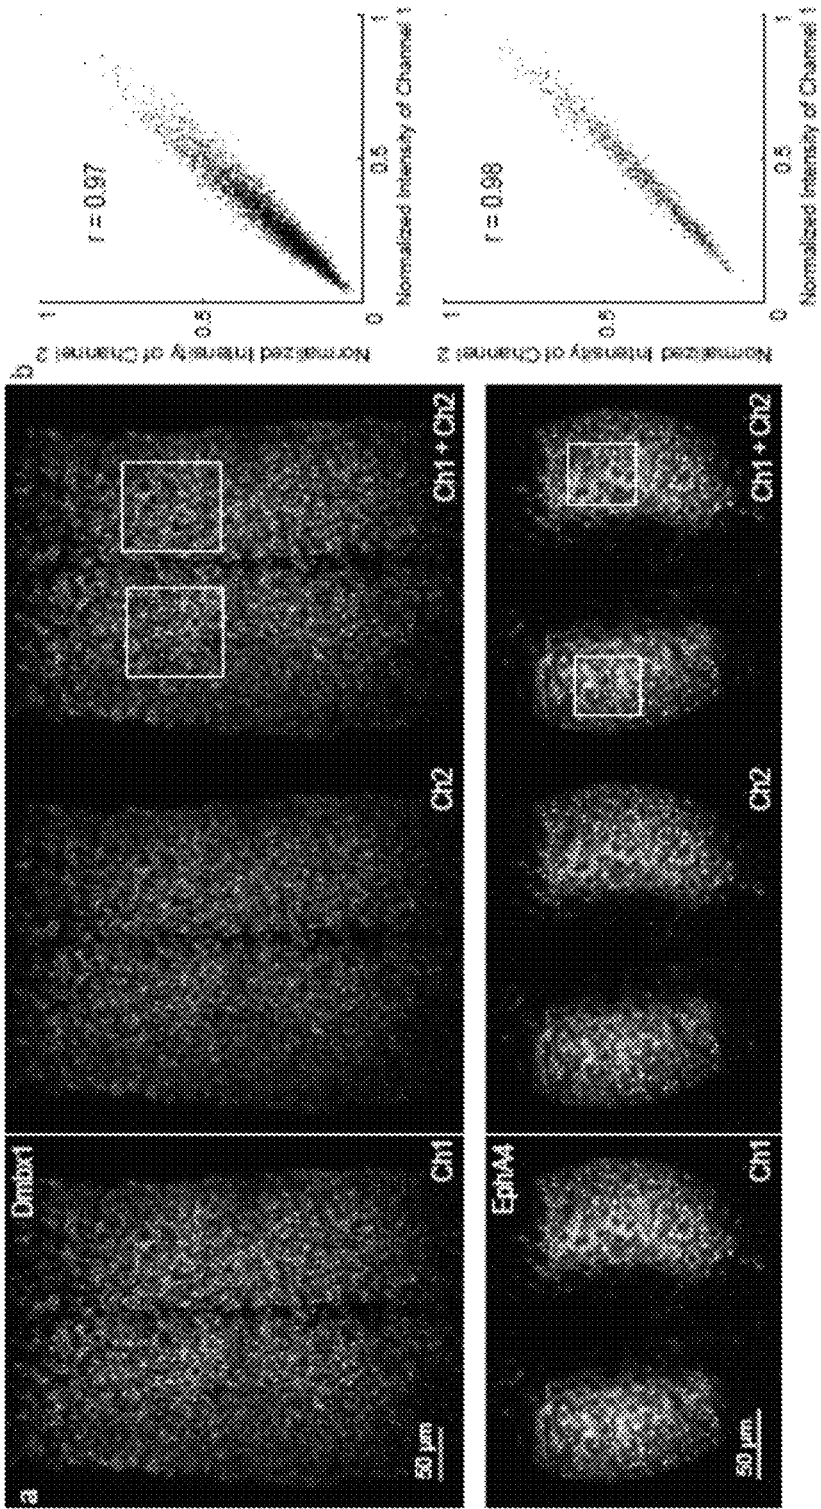 a
Dmbx1
50 µm
Ch1
Ch2
Ch1 + Ch2
EphA4
50 µm
Ch1
Ch2
Ch1 + Ch2
b
Normalized Intensity of Channel 2
1
0.5
0
r = 0.97
0.5
1
Normalized Intensity of Channel 1
Normalized Intensity of Channel 2
1
0.5
0
r = 0.98
0.5
1
Normalized Intensity of Channel 1